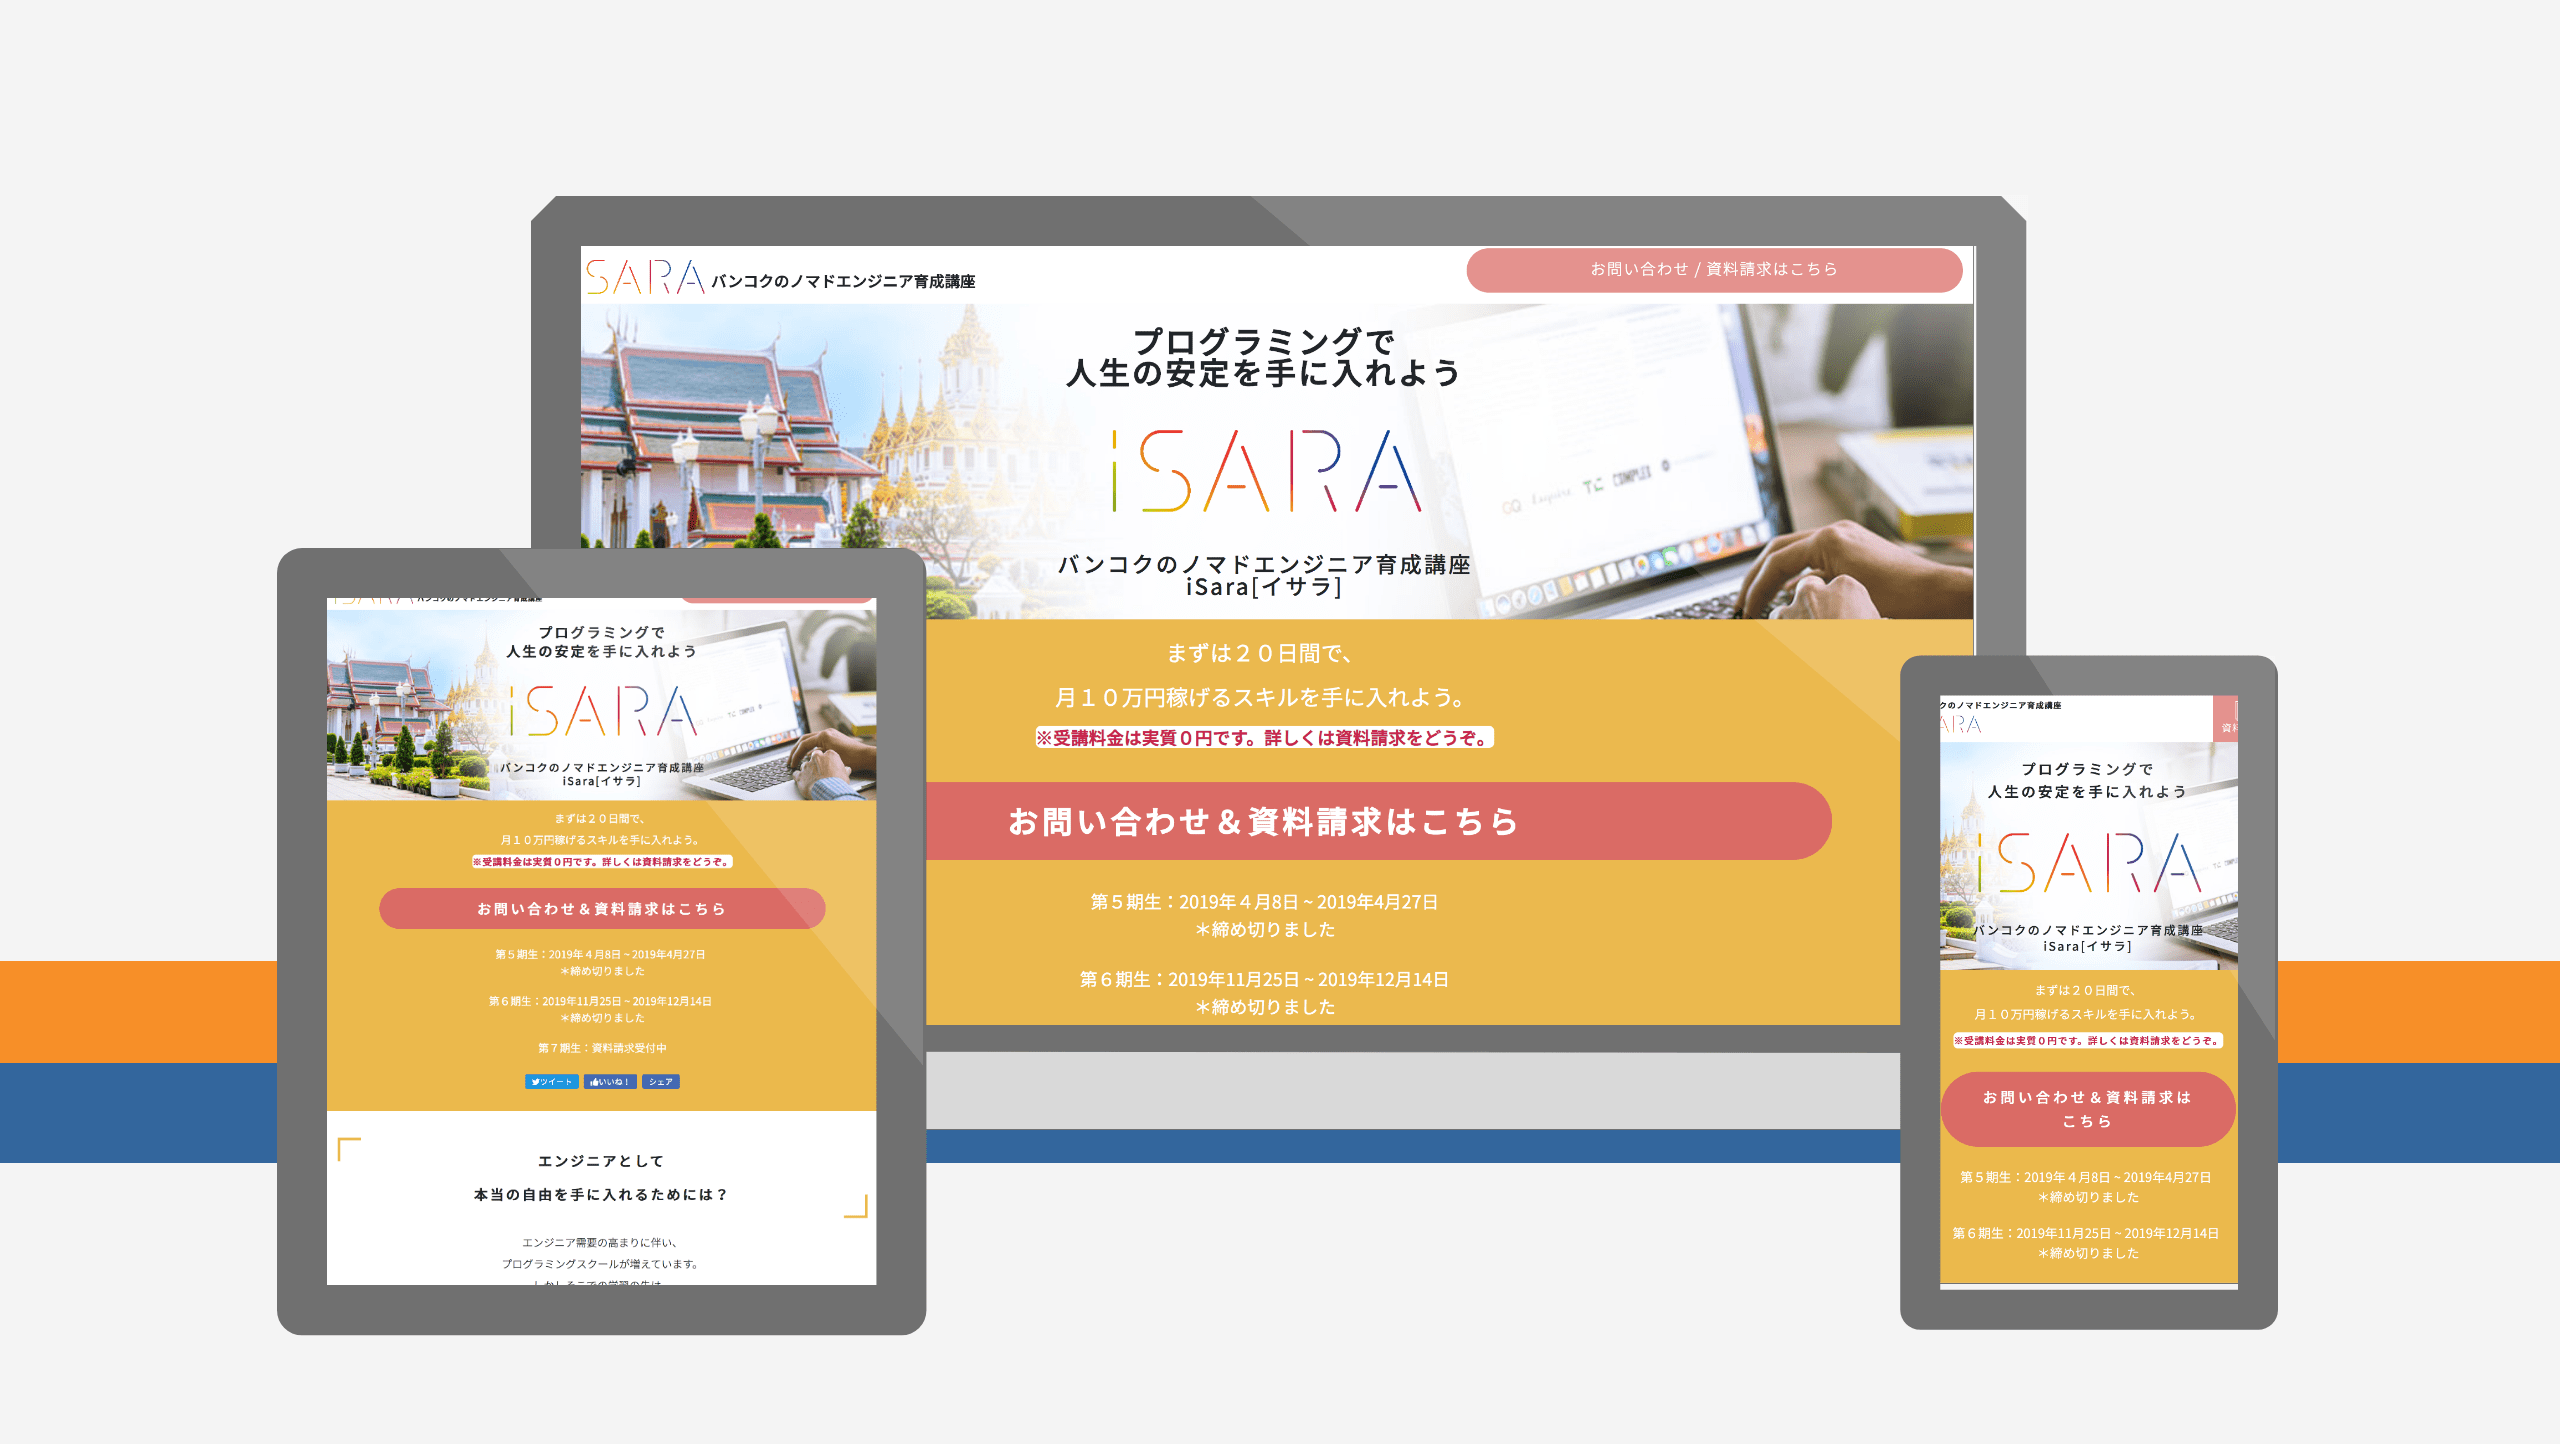 SARA バンコクのノマドエンジニア育成講座
お問い合わせ / 資料請求はこちら
プログラミングで
人生の安定を手に入れよう
iSARA
バンコクのノマドエンジニア育成講座
iSara[イサラ]
まずは２０日間で、
月１０万円稼げるスキルを手に入れよう。
※受講料金は実質０円です。詳しくは資料請求をどうぞ。
お問い合わせ＆資料請求はこちら
第５期生：2019年４月8日 ~ 2019年4月27日
＊締め切りました
第６期生：2019年11月25日 ~ 2019年12月14日
＊締め切りました
プログラミングで
人生の安定を手に入れよう
iSARA
バンコクのノマドエンジニア育成講座
iSara[イサラ]
まずは２０日間で、
月１０万円稼げるスキルを手に入れよう。
※受講料金は実質０円です。詳しくは資料請求をどうぞ。
お問い合わせ＆資料請求はこちら
第５期生：2019年４月8日 ~ 2019年4月27日
＊締め切りました
第６期生：2019年11月25日 ~ 2019年12月14日
＊締め切りました
第７期生：資料請求受付中
ツイート いいね！ シェア
エンジニアとして
本当の自由を手に入れるためには？
エンジニア需要の高まりに伴い、
プログラミングスクールが増えています。
クのノマドエンジニア育成講座
ARA
資料
プログラミングで
人生の安定を手に入れよう
iSARA
バンコクのノマドエンジニア育成講座
iSara[イサラ]
まずは２０日間で、
月１０万円稼げるスキルを手に入れよう。
※受講料金は実質０円です。詳しくは資料請求をどうぞ。
お問い合わせ＆資料請求は
こちら
第５期生：2019年４月8日 ~ 2019年4月27日
＊締め切りました
第６期生：2019年11月25日 ~ 2019年12月14日
＊締め切りました